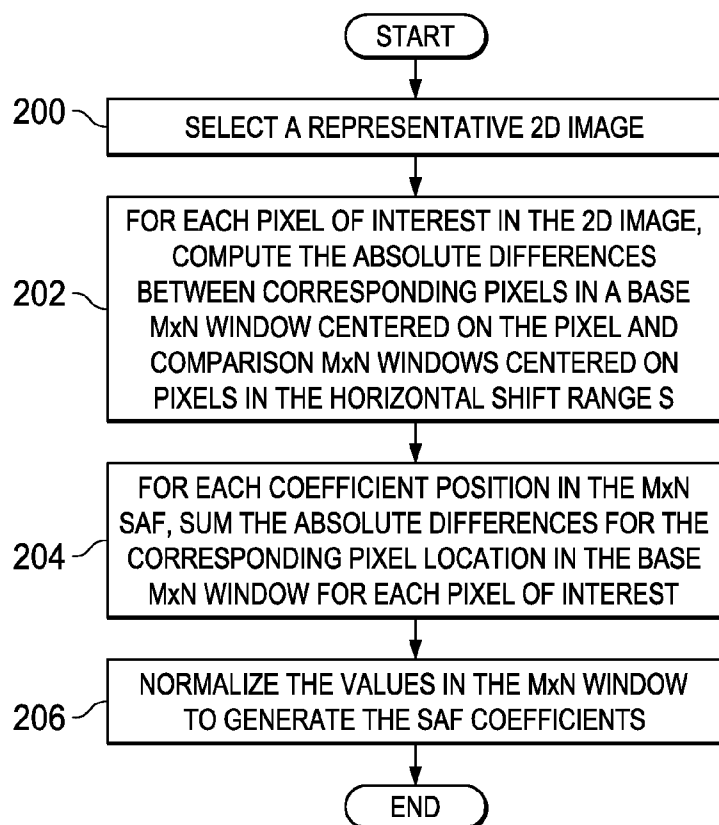 START
200
SELECT A REPRESENTATIVE 2D IMAGE
202
FOR EACH PIXEL OF INTEREST IN THE 2D IMAGE,
COMPUTE THE ABSOLUTE DIFFERENCES
BETWEEN CORRESPONDING PIXELS IN A BASE
MxN WINDOW CENTERED ON THE PIXEL AND
COMPARISON MxN WINDOWS CENTERED ON
PIXELS IN THE HORIZONTAL SHIFT RANGE S
204
FOR EACH COEFFICIENT POSITION IN THE MxN
SAF, SUM THE ABSOLUTE DIFFERENCES FOR THE
CORRESPONDING PIXEL LOCATION IN THE BASE
MxN WINDOW FOR EACH PIXEL OF INTEREST
206
NORMALIZE THE VALUES IN THE MxN WINDOW
TO GENERATE THE SAF COEFFICIENTS
END